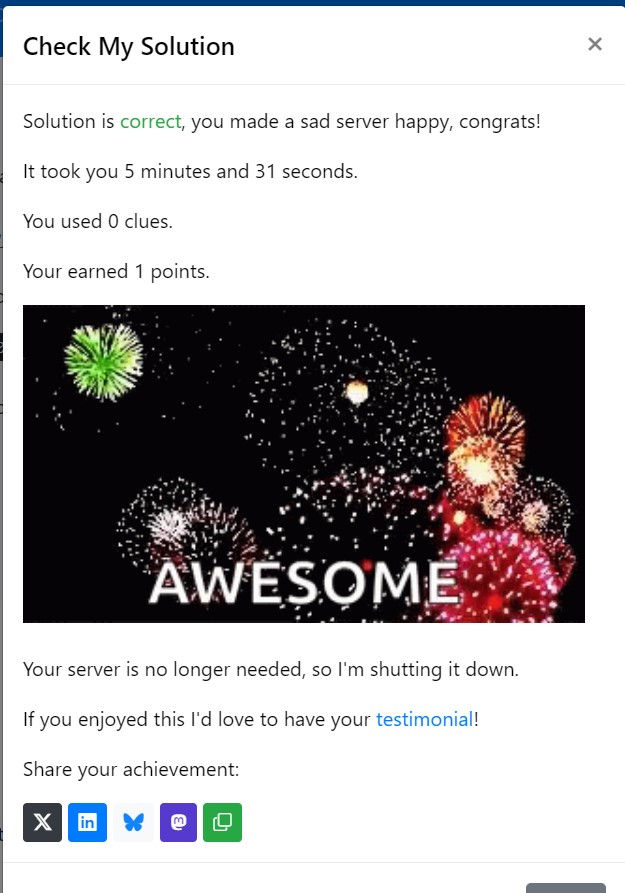 Check My Solution
×
Solution is correct, you made a sad server happy, congrats!
It took you 5 minutes and 31 seconds.
You used 0 clues.
Your earned 1 points.
AWESOME
Your server is no longer needed, so I'm shutting it down.
If you enjoyed this I'd love to have your testimonial!
Share your achievement:
X in m